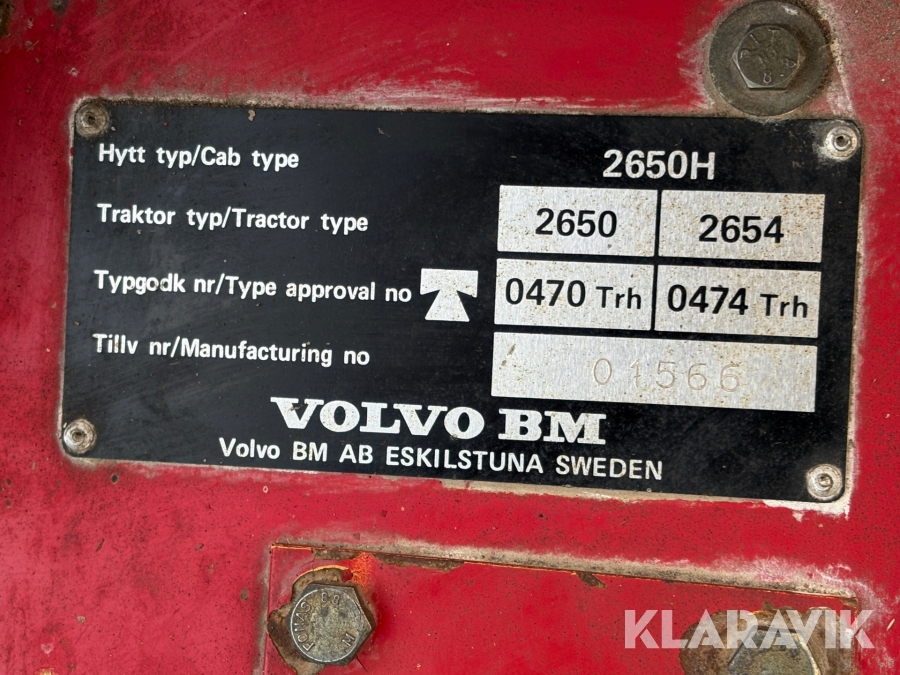 Hytt typ/Cab type 2650H
Traktor typ/Tractor type 2650 2654
Typgodk nr/Type approval no 0470 Trh 0474 Trh
Tillv nr/Manufacturing no 01566
VOLVO BM
Volvo BM AB ESKILSTUNA SWEDEN
KLARAVIK